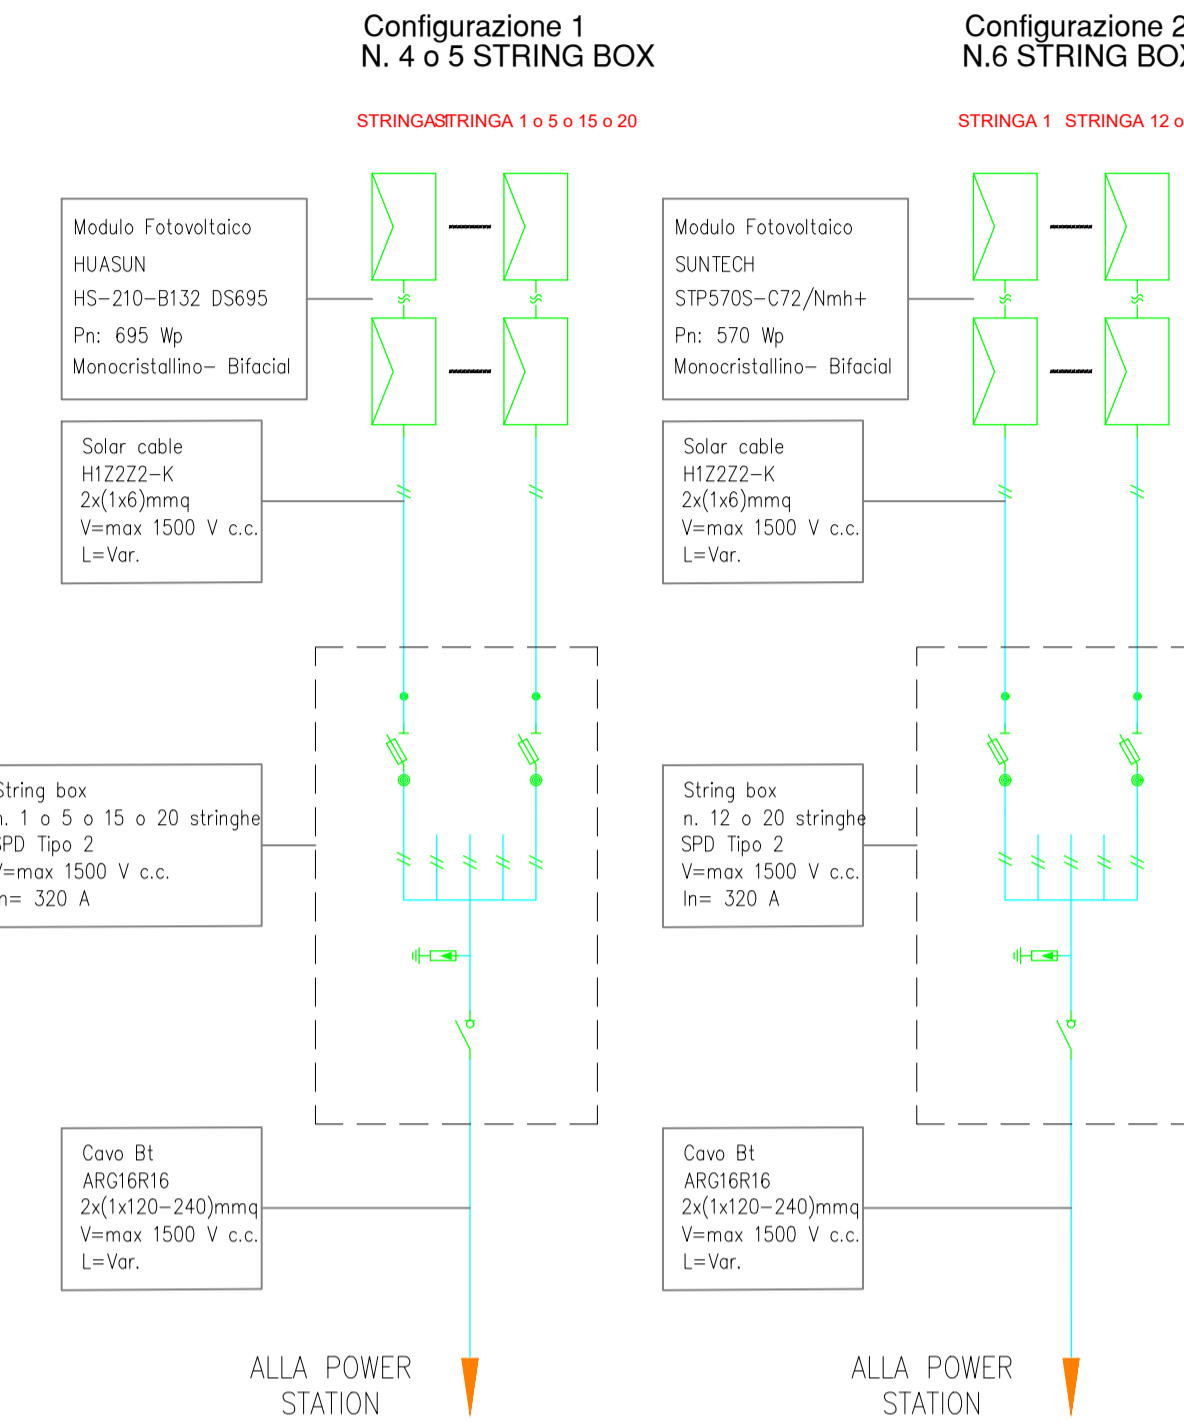 Configurazione 1
N. 4 o 5 STRING BOX
STRINGA 1
STRINGA 1 o 5 o 15 o 20
Modulo Fotovoltaico
HUASUN
HS-210-B132 DS695
Pn: 695 Wp
Monocristallino- Bifacial
Solar cable
H1Z2Z2-K
2x(1x6)mmq
V=max 1500 V c.c.
L=Var.
String box
n. 1 o 5 o 15 o 20 stringhe
SPD Tipo 2
V=max 1500 V c.c.
In= 320 A
Cavo Bt
ARG16R16
2x(1x120-240)mmq
V=max 1500 V c.c.
L=Var.
ALLA POWER
STATION
Configurazione 2
N.6 STRING BOX
STRINGA 1
STRINGA 12 o
Modulo Fotovoltaico
SUNTECH
STP570S-C72/Nmh+
Pn: 570 Wp
Monocristallino- Bifacial
Solar cable
H1Z2Z2-K
2x(1x6)mmq
V=max 1500 V c.c.
L=Var.
String box
n. 12 o 20 stringhe
SPD Tipo 2
V=max 1500 V c.c.
In= 320 A
Cavo Bt
ARG16R16
2x(1x120-240)mmq
V=max 1500 V c.c.
L=Var.
ALLA POWER
STATION